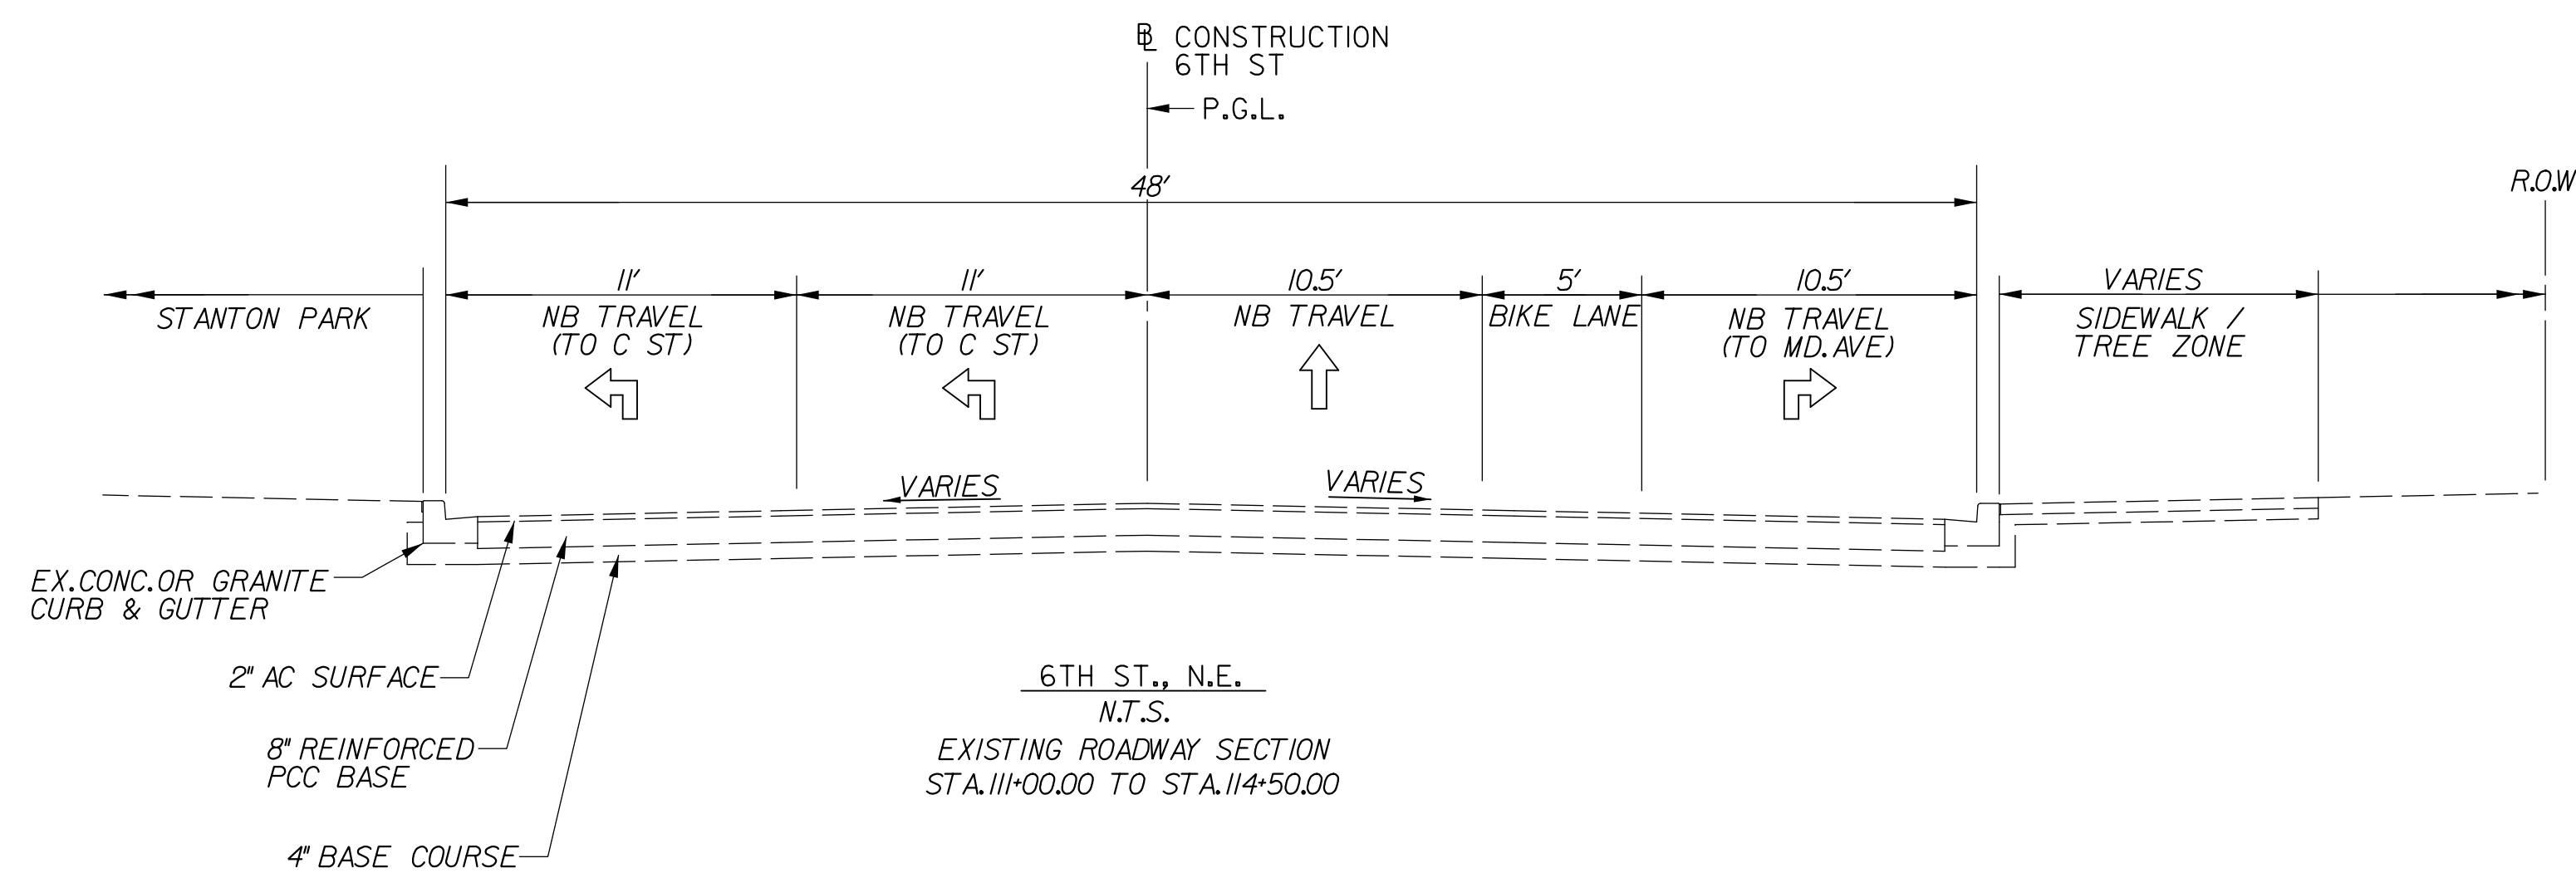 ℄ CONSTRUCTION
6TH ST
P.G.L.
48'
R.O.W
11'
11'
10.5'
5'
10.5'
VARIES
STANTON PARK
NB TRAVEL
(TO C ST)
NB TRAVEL
(TO C ST)
NB TRAVEL
BIKE LANE
NB TRAVEL
(TO MD.AVE)
SIDEWALK /
TREE ZONE
VARIES
VARIES
EX.CONC.OR GRANITE
CURB & GUTTER
2" AC SURFACE
8" REINFORCED
PCC BASE
4" BASE COURSE
6TH ST., N.E.
N.T.S.
EXISTING ROADWAY SECTION
STA.111+00.00 TO STA.114+50.00